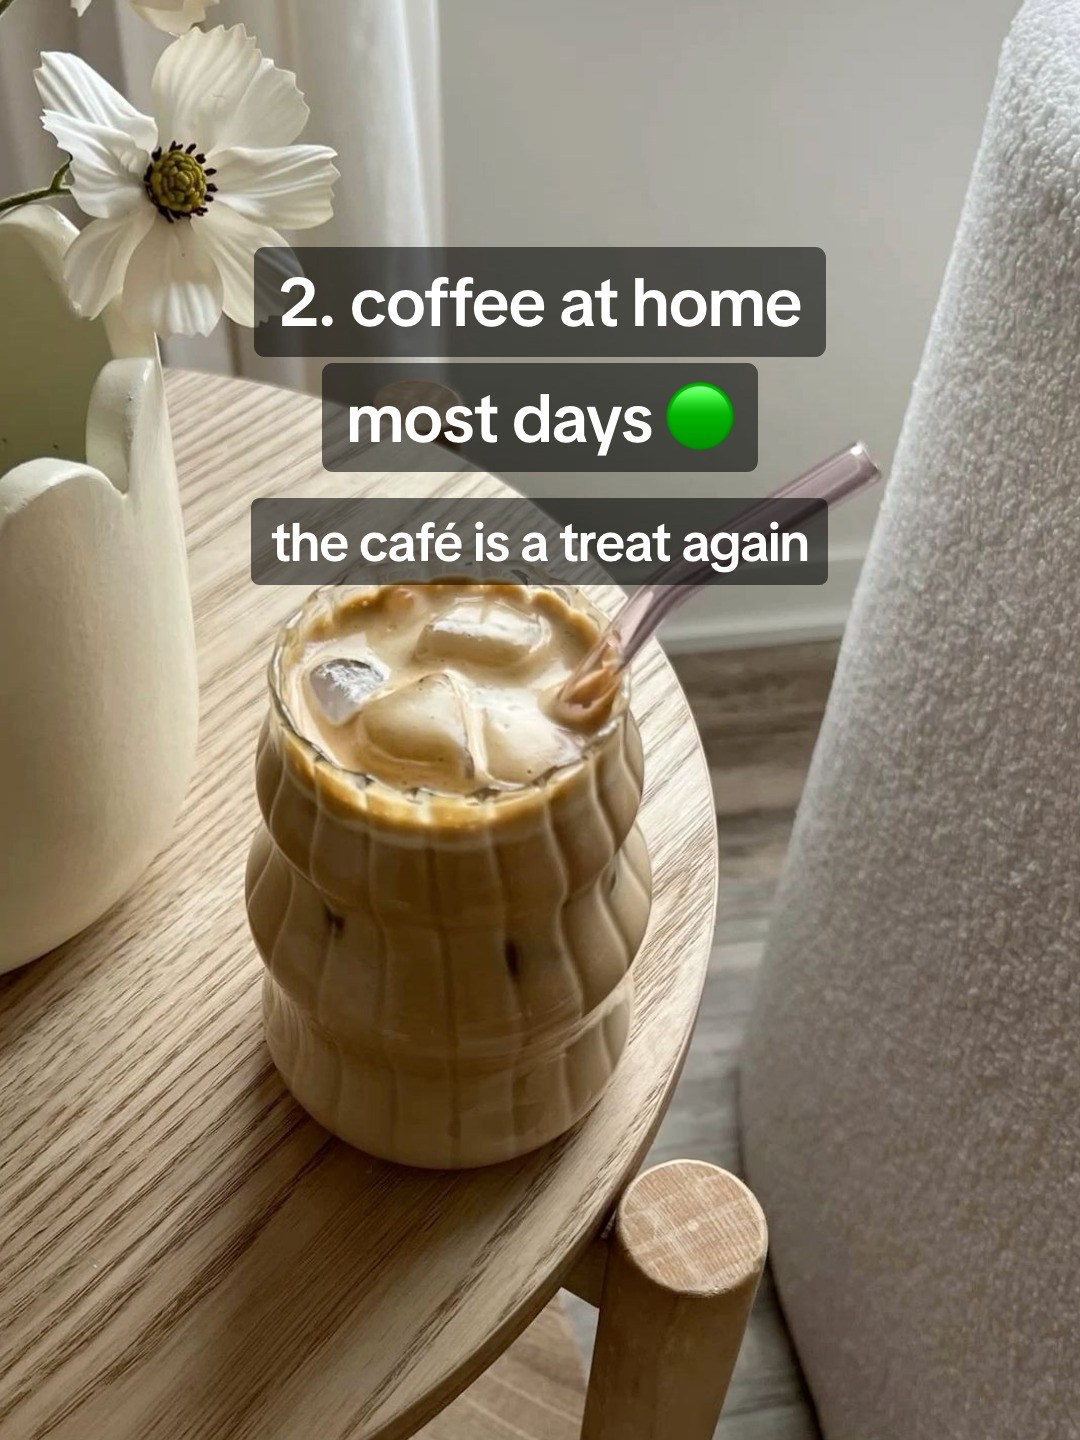 2. coffee at home
most days 🟢
the café is a treat again